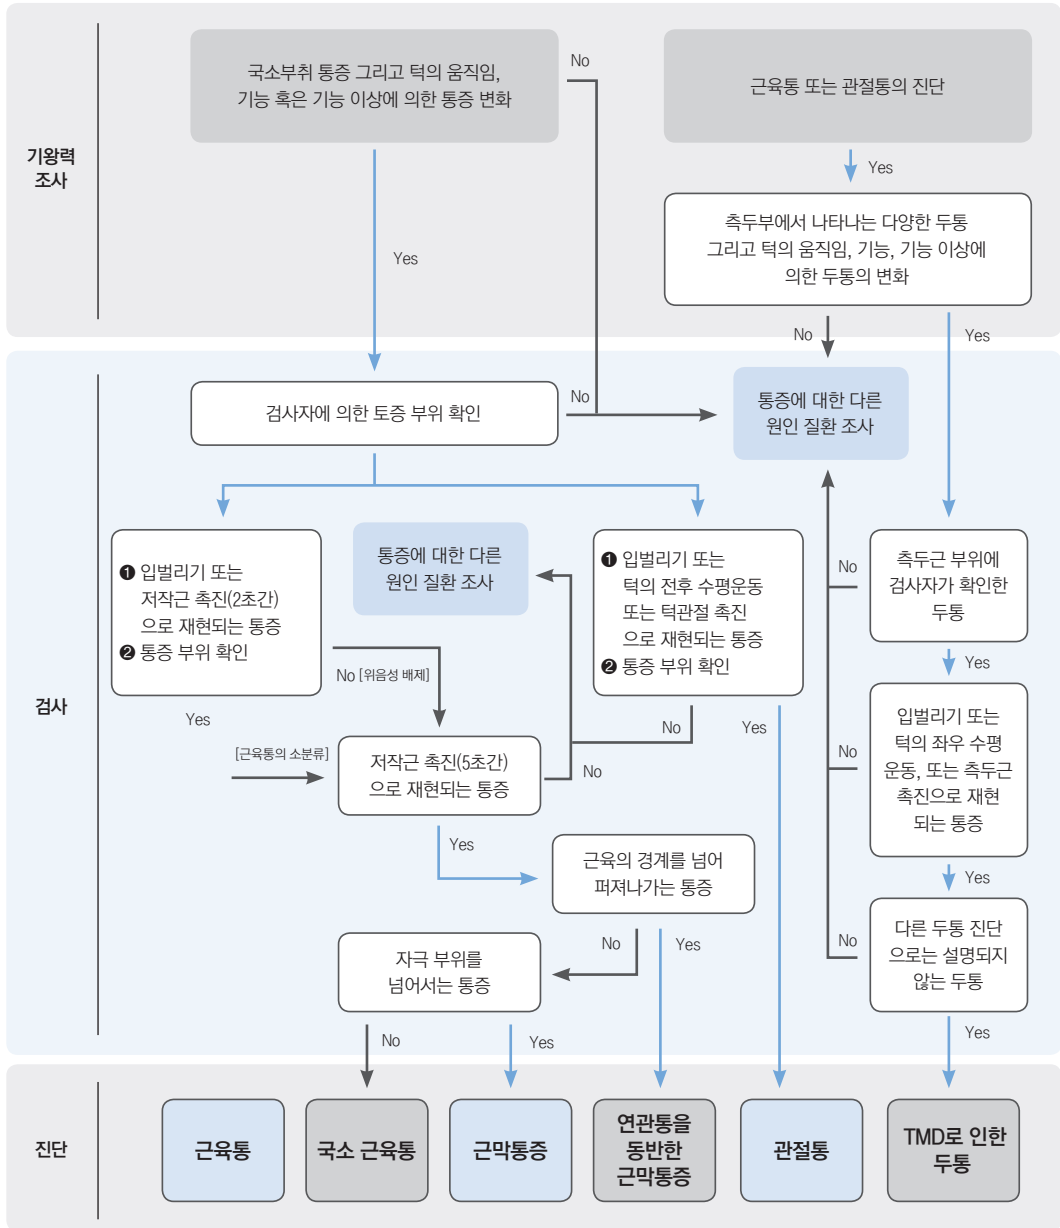 기왕력
조사
국소부취 통증 그리고 턱의 움직임,
기능 혹은 기능 이상에 의한 통증 변화
No
근육통 또는 관절통의 진단
Yes
측두부에서 나타나는 다양한 두통
그리고 턱의 움직임, 기능, 기능 이상에
의한 두통의 변화
Yes
No
Yes
검사
검사자에 의한 토증 부위 확인
No
통증에 대한 다른
원인 질환 조사
❶ 입벌리기 또는
저작근 촉진(2초간)
으로 재현되는 통증
❷ 통증 부위 확인
통증에 대한 다른
원인 질환 조사
❶ 입벌리기 또는
턱의 전후 수평운동
또는 턱관절 촉진
으로 재현되는 통증
❷ 통증 부위 확인
No
측두근 부위에
검사자가 확인한
두통
No [위음성 배제]
Yes
Yes
[근육통의 소분류]
저작근 촉진(5초간)
으로 재현되는 통증
No
No
Yes
No
입벌리기 또는
턱의 좌우 수평
운동, 또는 측두근
촉진으로 재현
되는 통증
Yes
근육의 경계를 넘어
퍼져나가는 통증
Yes
No
다른 두통 진단
으로는 설명되지
않는 두통
자극 부위를
넘어서는 통증
No
Yes
No
Yes
Yes
진단
근육통
국소 근육통
근막통증
연관통을
동반한
근막통증
관절통
TMD로 인한
두통